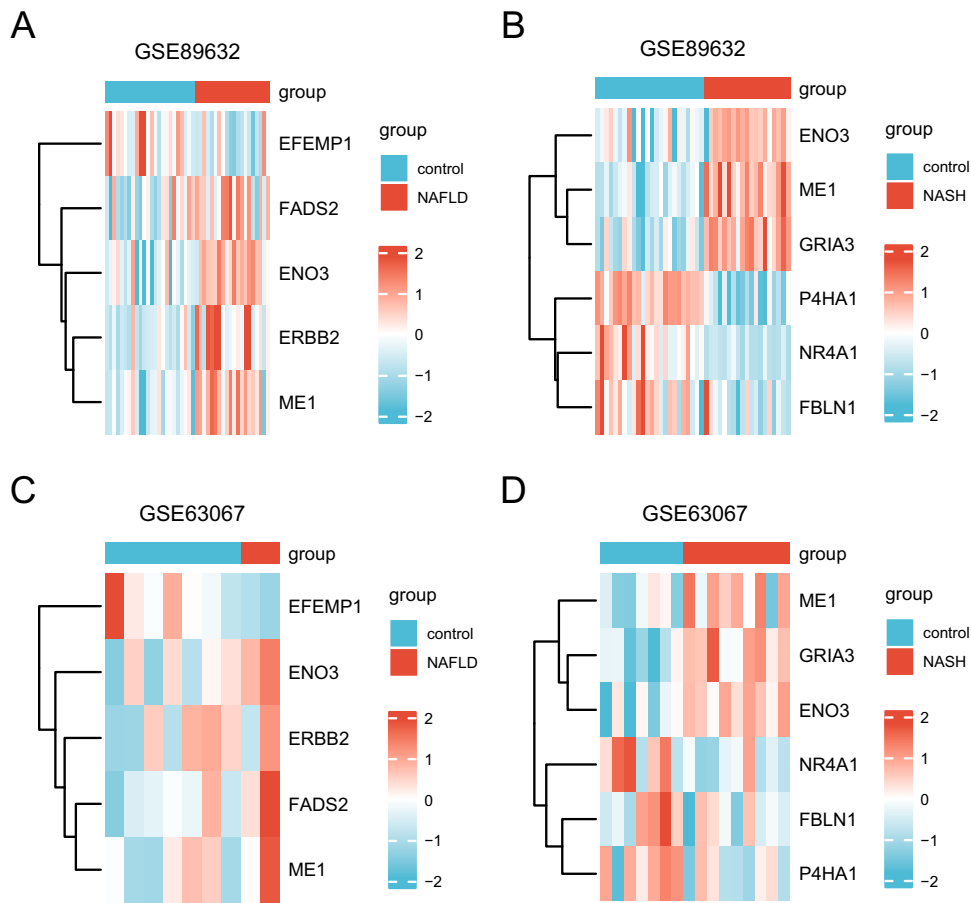 A
GSE89632
group
EFEMP1
FADS2
ENO3
ERBB2
ME1
group
control
NAFLD
2
1
0
−1
−2
B
GSE89632
group
ENO3
ME1
GRIA3
P4HA1
NR4A1
FBLN1
group
control
NASH
2
1
0
−1
−2
C
GSE63067
group
EFEMP1
ENO3
ERBB2
FADS2
ME1
group
control
NAFLD
2
1
0
−1
−2
D
GSE63067
group
ME1
GRIA3
ENO3
NR4A1
FBLN1
P4HA1
group
control
NASH
2
1
0
−1
−2